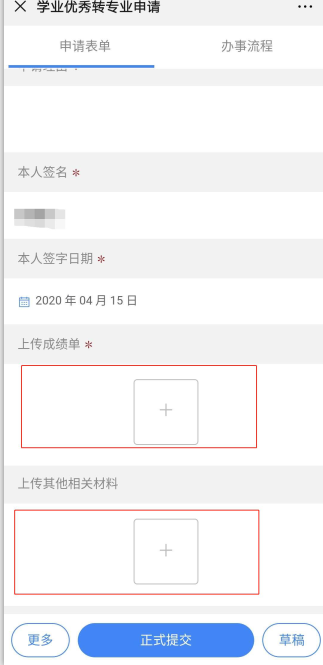 学业优秀转专业申请
申请表单
办事流程
本人签名 *
本人签字日期 *
2020 年 04 月 15 日
上传成绩单 *
上传其他相关材料
更多
正式提交
草稿